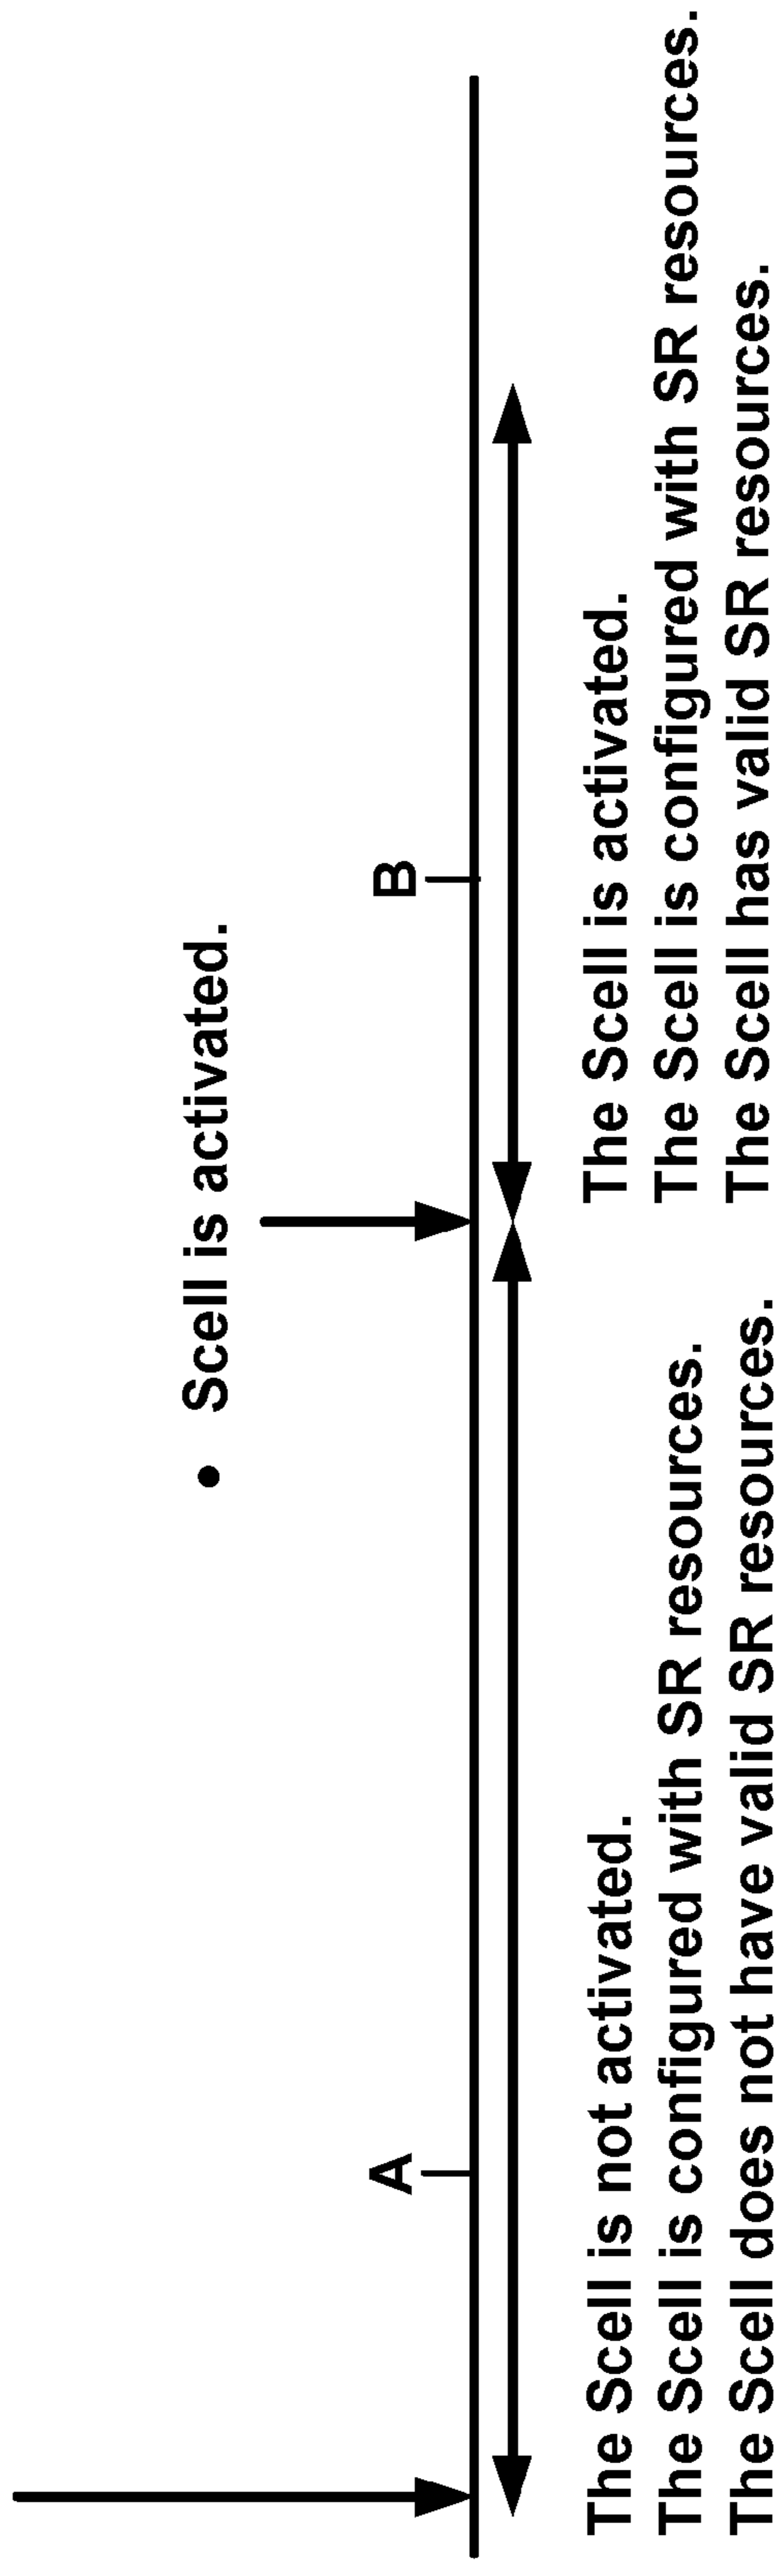 • Scell is activated.
A
B
The Scell is not activated.
The Scell is configured with SR resources.
The Scell does not have valid SR resources.
The Scell is activated.
The Scell is configured with SR resources.
The Scell has valid SR resources.